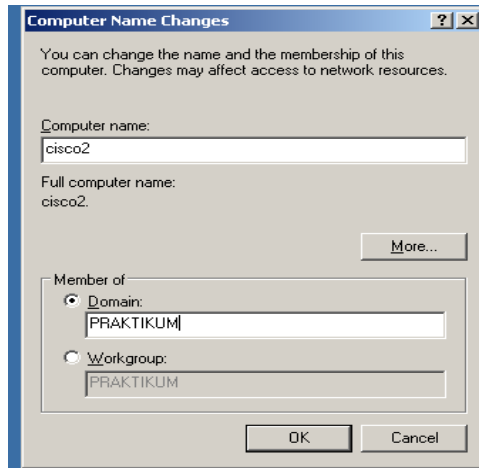 Computer Name Changes
You can change the name and the membership of this
computer. Changes may affect access to network resources.
Computer name:
cisco2
Full computer name:
cisco2.
More...
Member of
Domain:
PRAKTIKUM
Workgroup:
PRAKTIKUM
OK Cancel